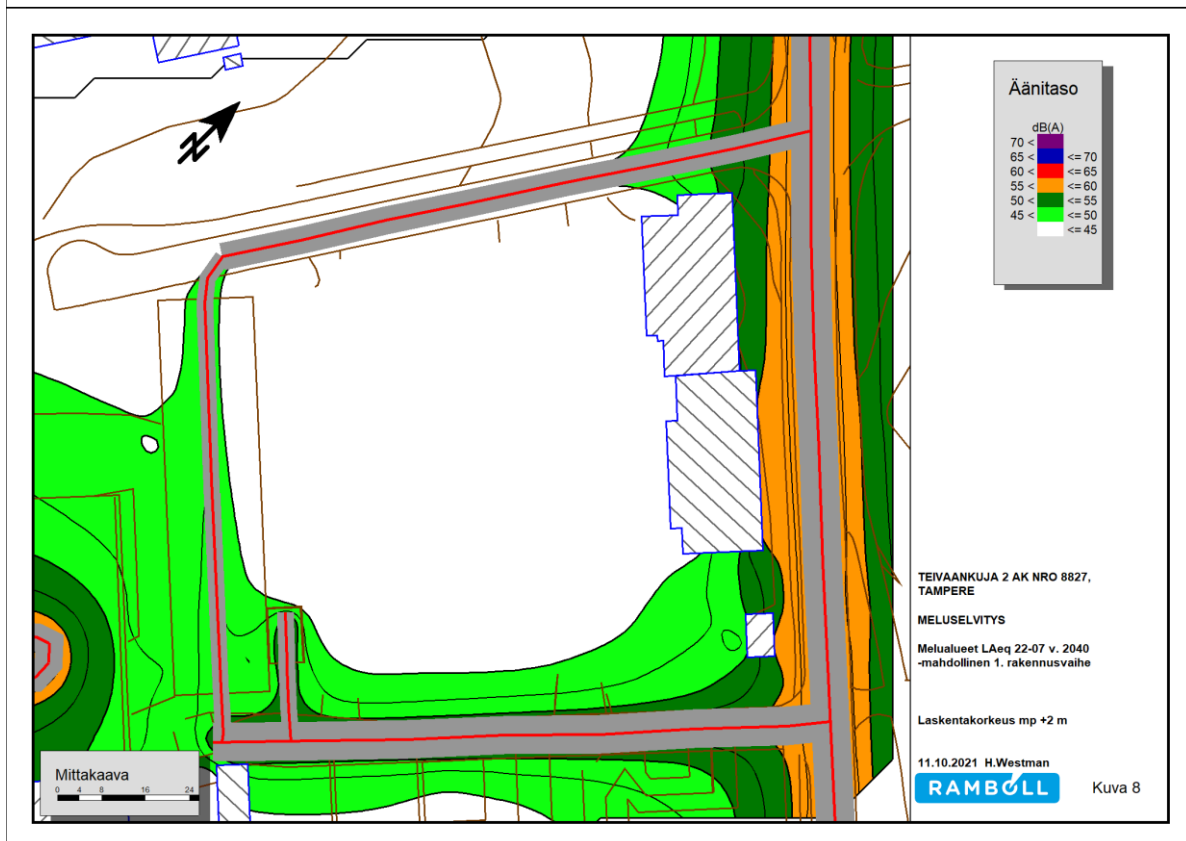 N
Äänitaso
dB(A)
70 <
65 < <= 70
60 < <= 65
55 < <= 60
50 < <= 55
45 < <= 50
<= 45
TEIVAANKUJA 2 AK NRO 8827,
TAMPERE
MELUSELVITYS
Melualueet LAeq 22-07 v. 2040
-mahdollinen 1. rakennusvaihe
Laskentakorkeus mp +2 m
11.10.2021 H.Westman
RAMBOLL Kuva 8
Mittakaava
0 4 8 16 24